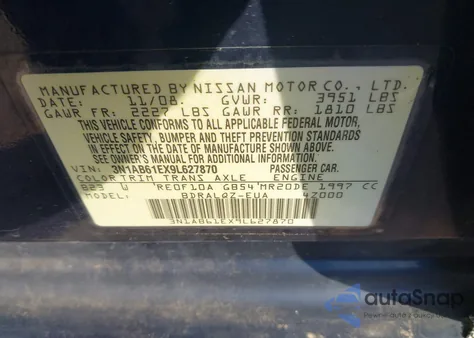 MANUFACTURED BY NISSAN MOTOR CO., LTD.
DATE: 11/08. GVWR: 3951 LBS
GAWR FR: 2227 LBS GAWR RR: 1810 LBS
THIS VEHICLE CONFORMS TO ALL APPLICABLE FEDERAL MOTOR
VEHICLE SAFETY, BUMPER AND THEFT PREVENTION
STANDARDS IN EFFECT ON THE DATE OF MANUFACTURE SHOWN ABOVE.
SEE OWNER'S MANUAL FOR ADDITIONAL INFORMATION
VIN: 3N1AB61EX9L627870 PASSENGER CAR
COLOR TRIM TRANS AXLE ENGINE
B23 W RE0F10A GB54 MR20DE 1997 CC
MODEL: BDRALQZ-EUA 4Z000
3N1AB61EX9L627870
autoSnap